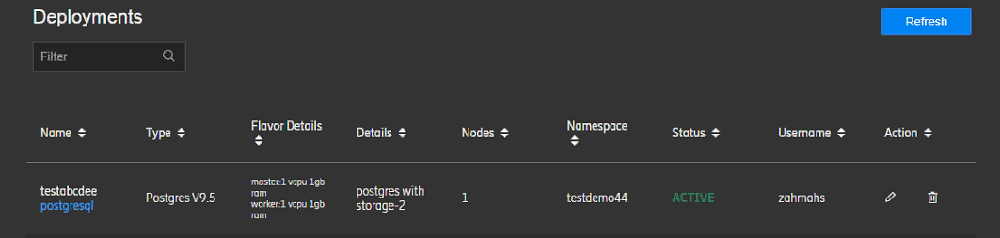 Deployments
Refresh
Filter
Name Type Flavor Details Details Nodes Namespace Status Username Action
testabcdee
postgresql
Postgres V9.5
master:1 vcpu 1gb
ram
worker:1 vcpu 1gb
ram
postgres with
storage-2
1
testdemo44
ACTIVE
zahmahs